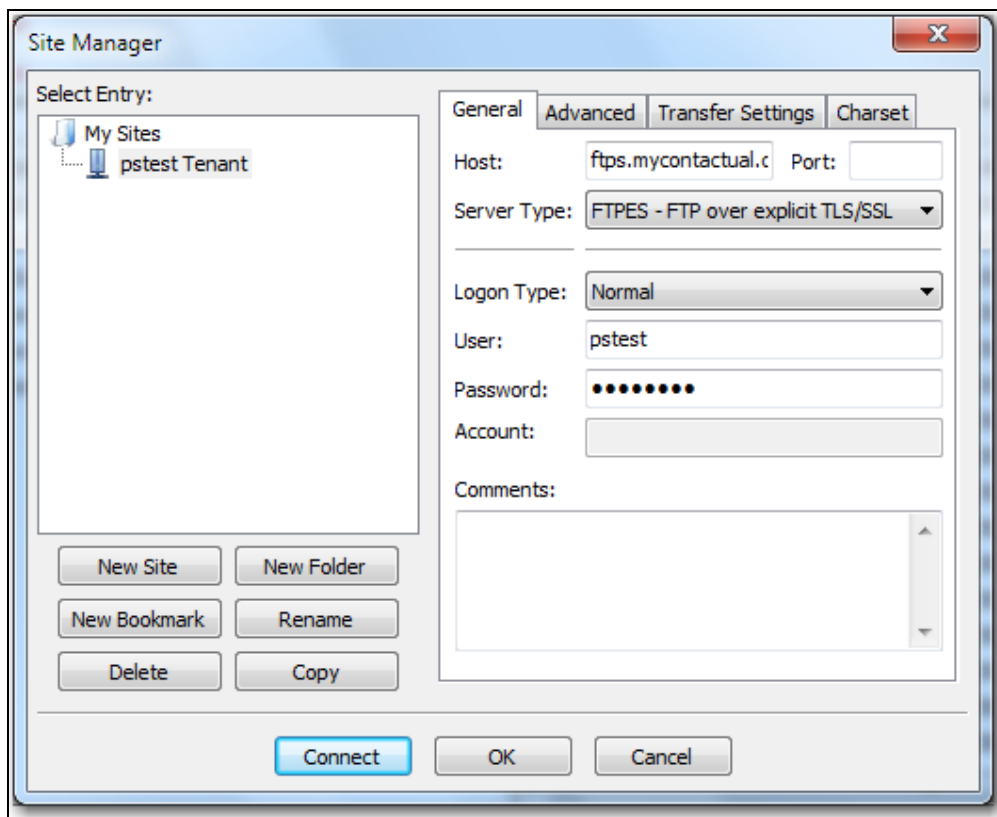 Site Manager
Select Entry:
My Sites
pstest Tenant
New Site New Folder
New Bookmark Rename
Delete Copy
General Advanced Transfer Settings Charset
Host: ftps.mycontactual.c Port:
Server Type: FTPES - FTP over explicit TLS/SSL
Logon Type: Normal
User: pstest
Password: ●●●●●●●●
Account:
Comments:
Connect OK Cancel